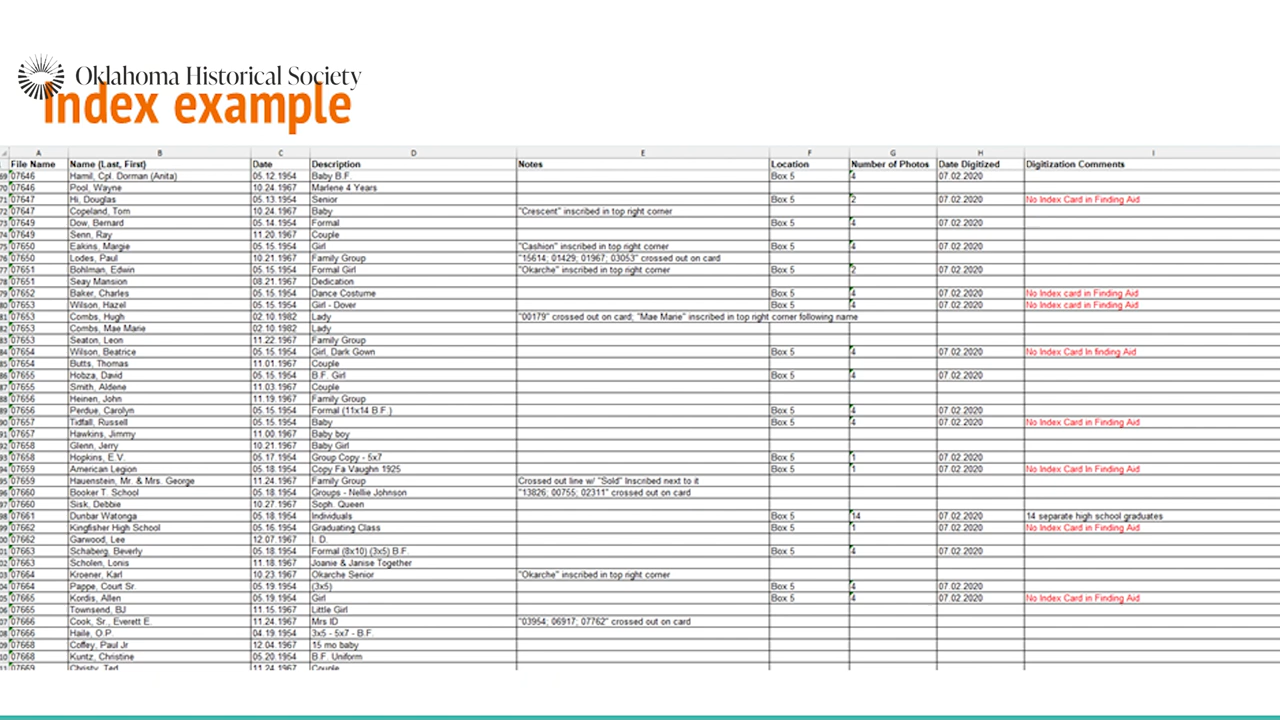 Oklahoma Historical Society
Index example
A B C D E F G H I
File Name Name (Last, First) Date Description Notes Location Number of Photos Date Digitized Digitization Comments
07646 Hamil, Cpl. Dorman (Anita) 05.12.1954 Baby B.F. Box 5 4 07.02.2020
07646 Pool, Wayne 10.24.1967 Marlene 4 Years
07647 Hi, Douglas 05.13.1954 Senior Box 5 2 07.02.2020 No Index Card in Finding Aid
07647 Copeland, Tom 10.24.1967 Baby "Crescent" inscribed in top right corner
07649 Dow, Bernard 05.14.1954 Formal Box 5 4 07.02.2020
07649 Senn, Ray 11.20.1967 Couple
07650 Eakins, Margie 05.15.1954 Girl "Cashion" inscribed in top right corner Box 5 4 07.02.2020
07650 Lodes, Paul 10.21.1967 Family Group "15614; 01429; 01967; 03053" crossed out on card
07651 Bohlman, Edwin 05.15.1954 Formal Girl "Okarche" inscribed in top right corner Box 5 2 07.02.2020
07651 Seay Mansion 08.21.1967 Dedication
07652 Baker, Charles 05.15.1954 Dance Costume Box 5 4 07.02.2020 No Index card in Finding Aid
07653 Wilson, Hazel 05.15.1954 Girl - Dover Box 5 4 07.02.2020 No Index card in Finding Aid
07653 Combs, Hugh 02.10.1982 Lady "00179" crossed out on card; "Mae Marie" inscribed in top right corner following name
07653 Combs, Mae Marie 02.10.1982 Lady
07653 Seaton, Leon 11.22.1967 Family Group
07654 Wilson, Beatrice 05.15.1954 Girl, Dark Gown Box 5 4 07.02.2020 No Index Card In finding Aid
07654 Butts, Thomas 11.01.1967 Couple
07655 Hobza, David 05.15.1954 B.F. Girl Box 5 4 07.02.2020
07655 Smith, Aldene 11.03.1967 Couple
07656 Heinen, John 11.19.1967 Family Group
07656 Perdue, Carolyn 05.15.1954 Formal (11x14 B.F.) Box 5 4 07.02.2020
07657 Tidfall, Russell 05.15.1954 Baby Box 5 4 07.02.2020 No Index Card in Finding Aid
07657 Hawkins, Jimmy 11.00.1967 Baby boy
07658 Glenn, Jerry 10.21.1967 Baby Girl
07658 Hopkins, E.V. 05.17.1954 Group Copy - 5x7 Box 5 1 07.02.2020
07659 American Legion 05.18.1954 Copy Fa Vaughn 1925 Box 5 1 07.02.2020 No Index Card In Finding Aid
07659 Hauenstein, Mr. & Mrs. George 11.24.1967 Family Group Crossed out line w/ "Sold" Inscribed next to it
07660 Booker T. School 05.18.1954 Groups - Nellie Johnson "13826; 00755; 02311" crossed out on card
07660 Sisk, Debbie 10.27.1967 Soph. Queen
07661 Dunbar Watonga 05.18.1954 Individuals Box 5 14 07.02.2020 14 separate high school graduates
07662 Kingfisher High School 05.16.1954 Graduating Class Box 5 1 07.02.2020 No Index Card in Finding Aid
07662 Garwood, Lee 12.07.1967 I. D.
07663 Schaberg, Beverly 05.18.1954 Formal (8x10) (3x5) B.F. Box 5 4 07.02.2020
07663 Scholen, Lonis 11.18.1967 Joanie & Janise Together
07664 Kroener, Karl 10.23.1967 Okarche Senior "Okarche" inscribed in top right corner
07664 Pappe, Court Sr. 05.19.1954 (3x5) Box 5 4 07.02.2020
07665 Kordis, Allen 05.19.1954 Girl Box 5 4 07.02.2020 No Index Card in Finding Aid
07665 Townsend, BJ 11.15.1967 Little Girl
07666 Cook, Sr., Everett E. 11.24.1967 Mrs ID "03954; 06917; 07762" crossed out on card
07666 Haile, O.P. 04.19.1954 3x5 - 5x7 - B.F.
07668 Coffey, Paul Jr 12.04.1967 15 mo baby
07668 Kuntz, Christine 05.20.1954 B.F. Uniform
07669 Christy, Ted 11.24.1967 Couple